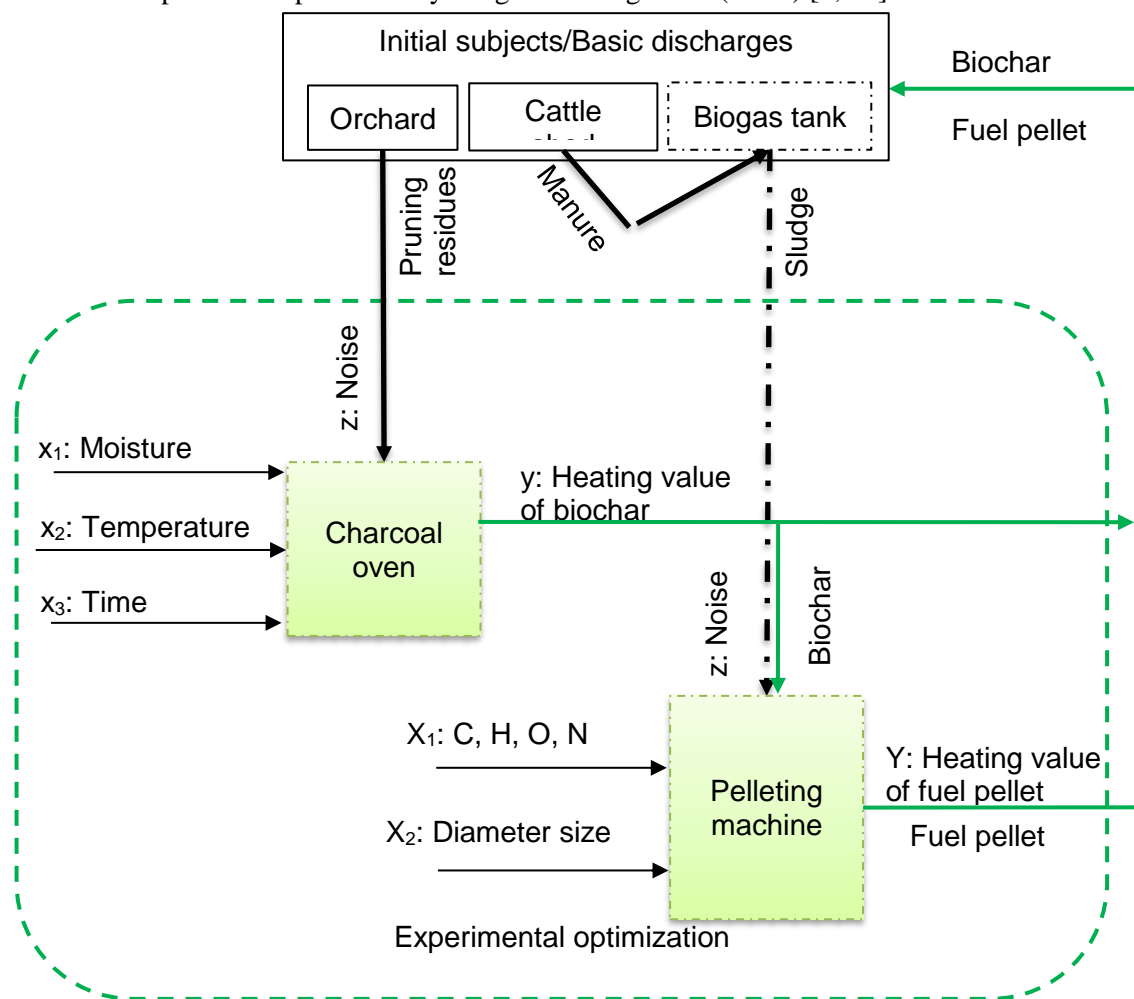 Initial subjects/Basic discharges
Biochar
Fuel pellet
Orchard
Cattle
Biogas tank
Pruning
residues
Manure
Sludge
z: Noise
x₁: Moisture
x₂: Temperature
x₃: Time
Charcoal
oven
y: Heating value
of biochar
z: Noise
Biochar
X₁: C, H, O, N
X₂: Diameter size
Pelleting
machine
Y: Heating value
of fuel pellet
Fuel pellet
Experimental optimization